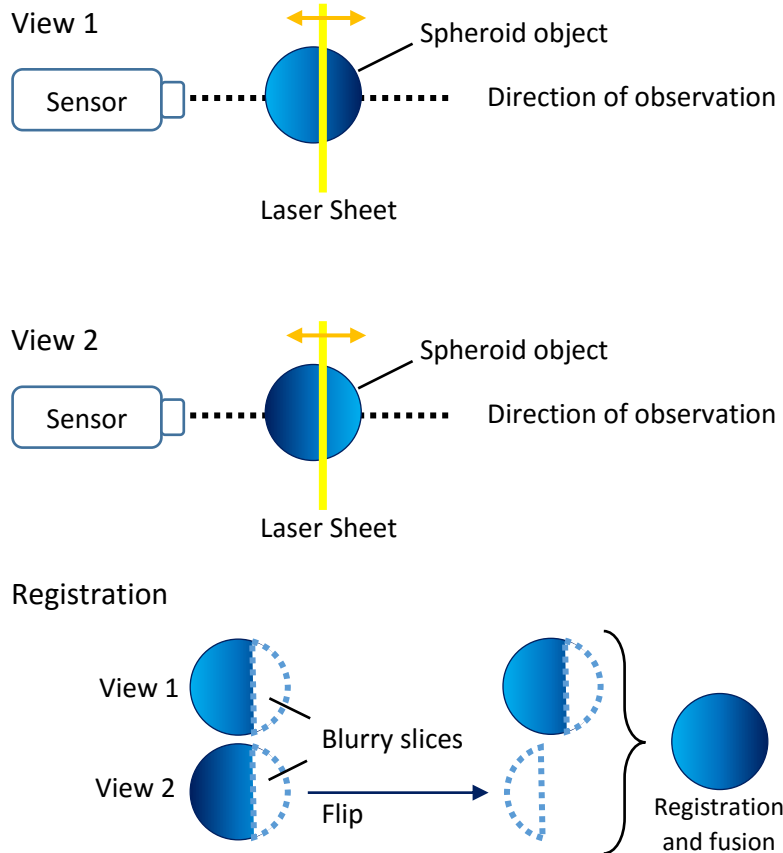 View 1
Spheroid object
Sensor
Direction of observation
Laser Sheet
View 2
Spheroid object
Sensor
Direction of observation
Laser Sheet
Registration
View 1
Blurry slices
View 2
Flip
Registration
and fusion